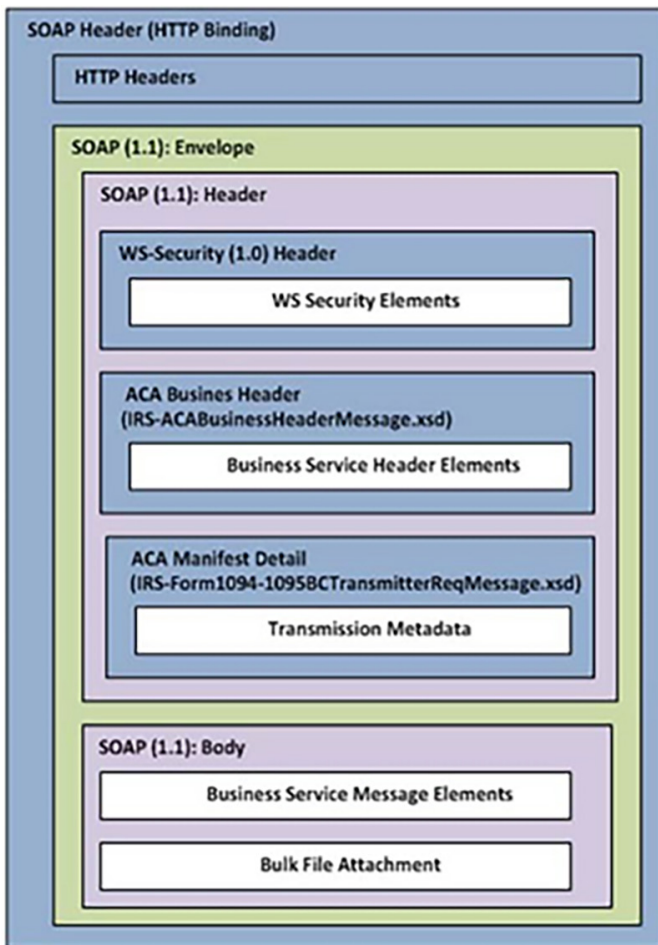 SOAP Header (HTTP Binding)
HTTP Headers
SOAP (1.1): Envelope
SOAP (1.1): Header
WS-Security (1.0) Header
WS Security Elements
ACA Busines Header
(IRS-ACABusinessHeaderMessage.xsd)
Business Service Header Elements
ACA Manifest Detail
(IRS-Form1094-1095BCTransmitterReqMessage.xsd)
Transmission Metadata
SOAP (1.1): Body
Business Service Message Elements
Bulk File Attachment